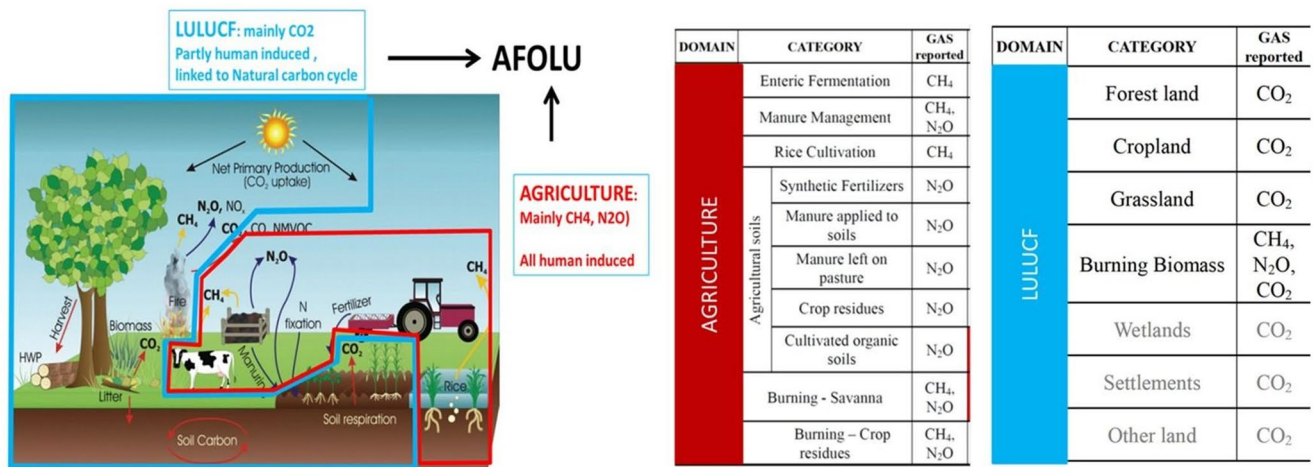 LULUCF: mainly CO2
Partly human induced ,
linked to Natural carbon cycle
AFOLU
AGRICULTURE:
Mainly CH4, N2O)
All human induced
Net Primary Production
(CO₂ uptake)
N₂O, NOₓ
CH₄
CO, NMVOC
N₂O
CH₄
CH₄
Fire
N
fixation
Fertilizer
Harvest
Biomass
CO₂
CO₂
HWP
Manuring
Litter
Rice
Soil respiration
Soil Carbon
DOMAIN
CATEGORY
GAS
reported
AGRICULTURE
Enteric Fermentation
CH₄
Manure Management
CH₄,
N₂O
Rice Cultivation
CH₄
Agricultural soils
Synthetic Fertilizers
N₂O
Manure applied to
soils
N₂O
Manure left on
pasture
N₂O
Crop residues
N₂O
Cultivated organic
soils
N₂O
Burning - Savanna
CH₄,
N₂O
Burning – Crop
residues
CH₄,
N₂O
DOMAIN
CATEGORY
GAS
reported
LULUCF
Forest land
CO₂
Cropland
CO₂
Grassland
CO₂
Burning Biomass
CH₄,
N₂O,
CO₂
Wetlands
CO₂
Settlements
CO₂
Other land
CO₂